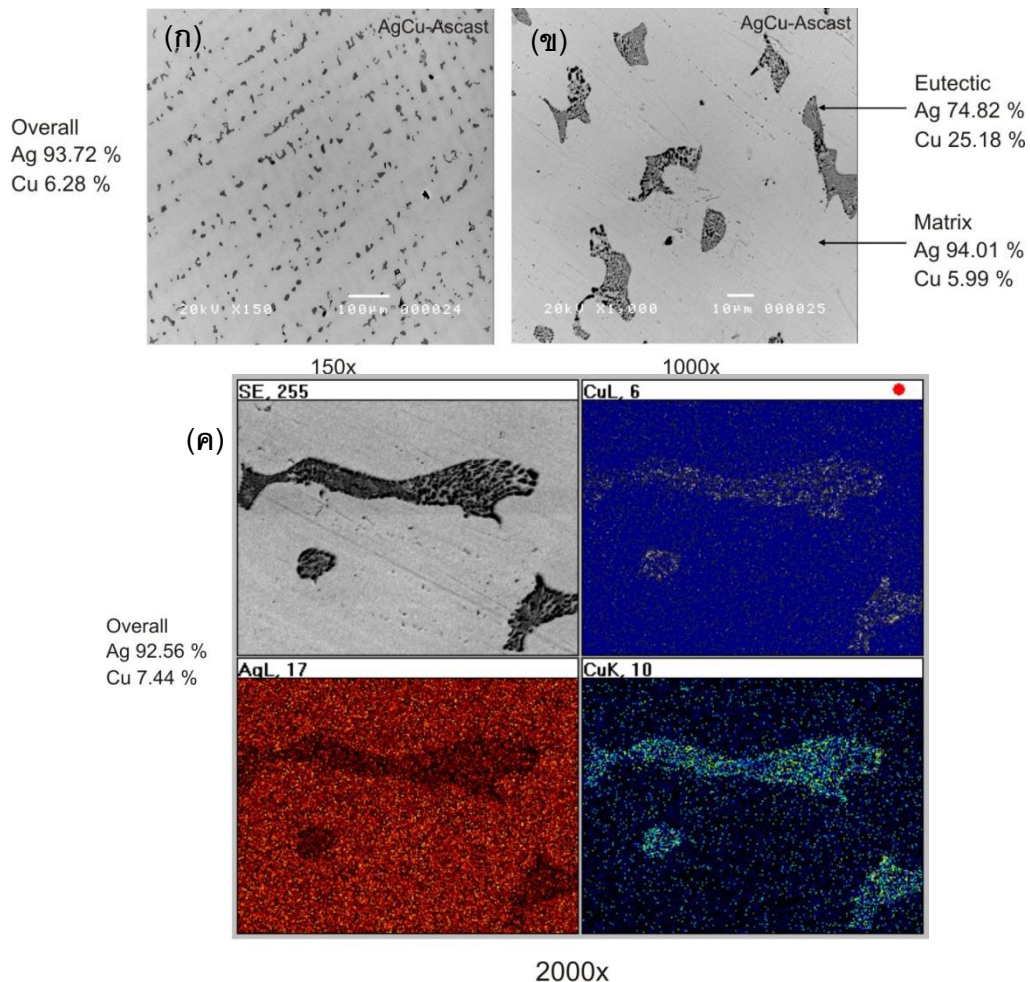 (ก)
AgCu-Ascast
(ข)
AgCu-Ascast
Overall
Ag 93.72 %
Cu 6.28 %
Eutectic
Ag 74.82 %
Cu 25.18 %
Matrix
Ag 94.01 %
Cu 5.99 %
20kV X150 100µm 000024
20kV X1,000 10µm 000025
150x
1000x
(ค)
SE, 255
CuL, 6
Overall
Ag 92.56 %
Cu 7.44 %
AgL, 17
CuK, 10
2000x